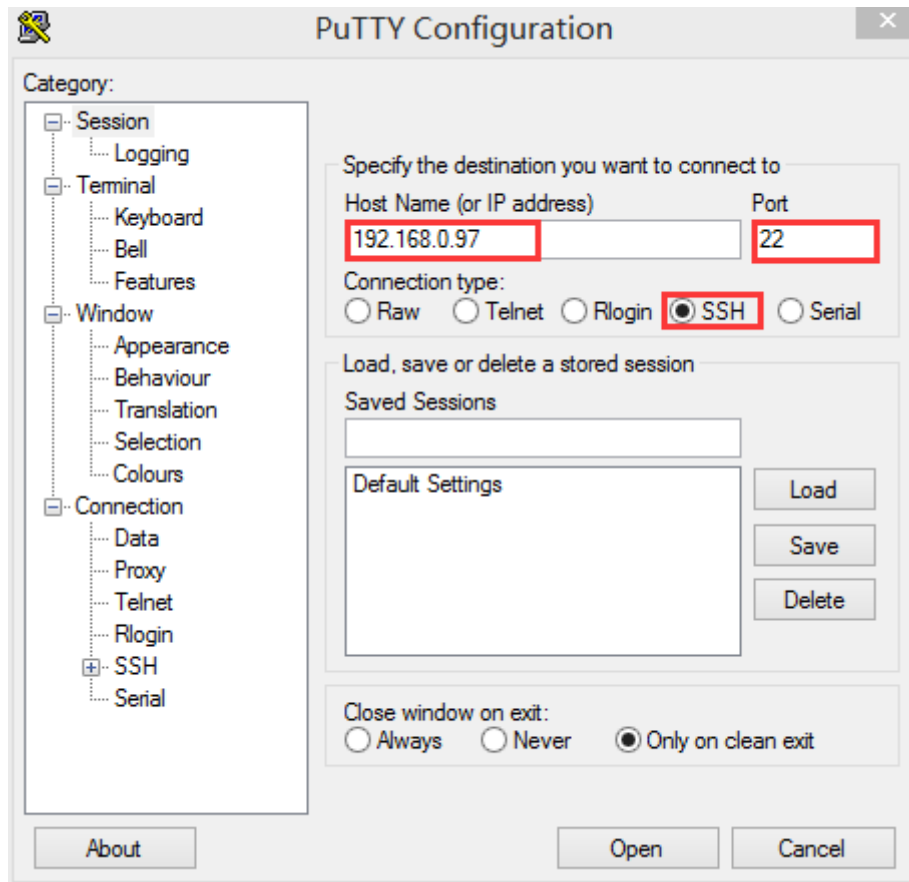 PuTTY Configuration
Category:
Session
Logging
Terminal
Keyboard
Bell
Features
Window
Appearance
Behaviour
Translation
Selection
Colours
Connection
Data
Proxy
Telnet
Rlogin
SSH
Serial
Specify the destination you want to connect to
Host Name (or IP address) Port
192.168.0.97 22
Connection type:
Raw Telnet Rlogin SSH Serial
Load, save or delete a stored session
Saved Sessions
Default Settings
Load
Save
Delete
Close window on exit:
Always Never Only on clean exit
About Open Cancel